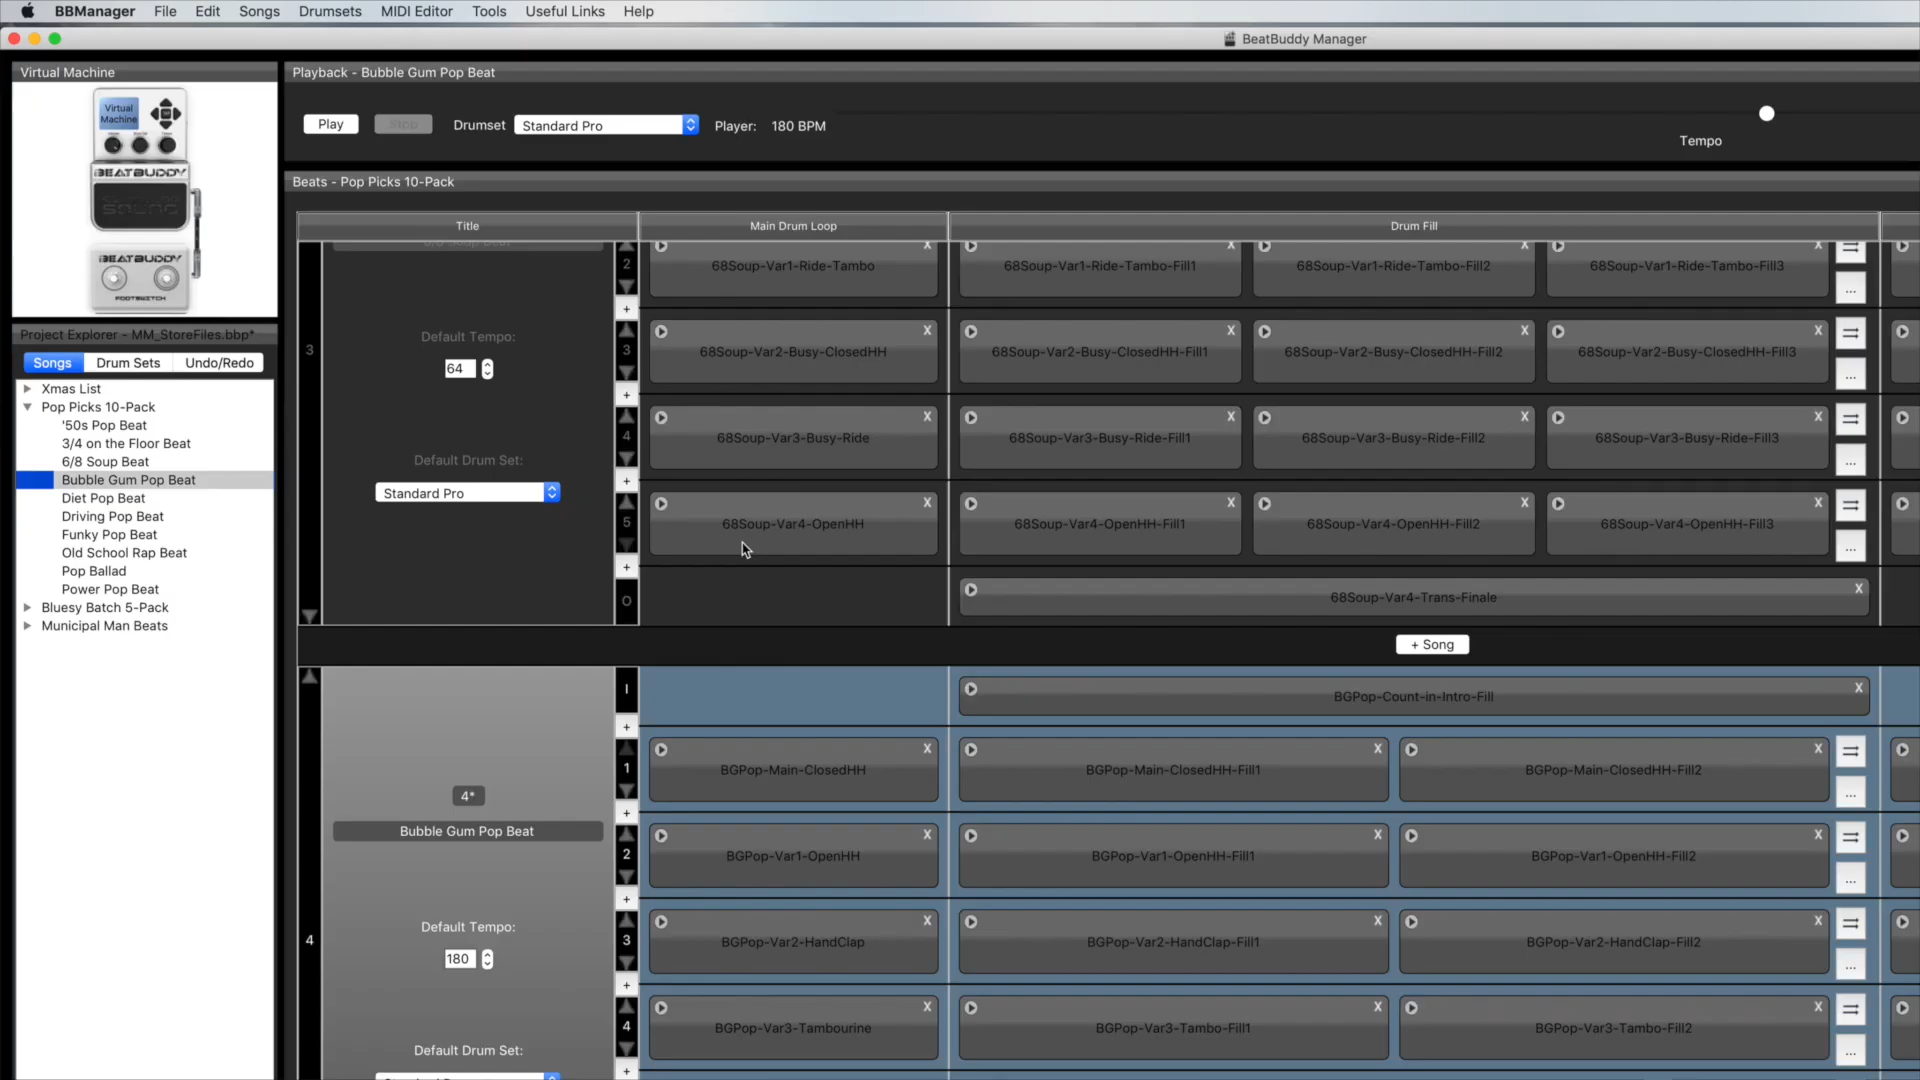 BBManager File Edit Songs Drumsets MIDI Editor Tools Useful Links Help
BeatBuddy Manager
Virtual Machine
Playback - Bubble Gum Pop Beat
Virtual
Machine
BEATBUDDY
BEATBUDDY
FOOTSWITCH
Play Stop Drumset Standard Pro Player: 180 BPM
Tempo
Beats - Pop Picks 10-Pack
Title Main Drum Loop Drum Fill
2 68Soup-Var1-Ride-Tambo X 68Soup-Var1-Ride-Tambo-Fill1 X 68Soup-Var1-Ride-Tambo-Fill2 X 68Soup-Var1-Ride-Tambo-Fill3 X
...
+
Project Explorer - MM_StoreFiles.bbp*
Songs Drum Sets Undo/Redo
Xmas List
Pop Picks 10-Pack
'50s Pop Beat
3/4 on the Floor Beat
6/8 Soup Beat
Bubble Gum Pop Beat
Diet Pop Beat
Driving Pop Beat
Funky Pop Beat
Old School Rap Beat
Pop Ballad
Power Pop Beat
Bluesy Batch 5-Pack
Municipal Man Beats
3
Default Tempo:
64
Default Drum Set:
Standard Pro
3 68Soup-Var2-Busy-ClosedHH X 68Soup-Var2-Busy-ClosedHH-Fill1 X 68Soup-Var2-Busy-ClosedHH-Fill2 X 68Soup-Var2-Busy-ClosedHH-Fill3 X
...
+
4 68Soup-Var3-Busy-Ride X 68Soup-Var3-Busy-Ride-Fill1 X 68Soup-Var3-Busy-Ride-Fill2 X 68Soup-Var3-Busy-Ride-Fill3 X
...
+
5 68Soup-Var4-OpenHH X 68Soup-Var4-OpenHH-Fill1 X 68Soup-Var4-OpenHH-Fill2 X 68Soup-Var4-OpenHH-Fill3 X
...
+
O 68Soup-Var4-Trans-Finale X
+ Song
I BGPop-Count-in-Intro-Fill X
+
4
4*
Bubble Gum Pop Beat
Default Tempo:
180
Default Drum Set:
1 BGPop-Main-ClosedHH X BGPop-Main-ClosedHH-Fill1 X BGPop-Main-ClosedHH-Fill2 X
...
+
2 BGPop-Var1-OpenHH X BGPop-Var1-OpenHH-Fill1 X BGPop-Var1-OpenHH-Fill2 X
...
+
3 BGPop-Var2-HandClap X BGPop-Var2-HandClap-Fill1 X BGPop-Var2-HandClap-Fill2 X
...
+
4 BGPop-Var3-Tambourine X BGPop-Var3-Tambo-Fill1 X BGPop-Var3-Tambo-Fill2 X
...
+